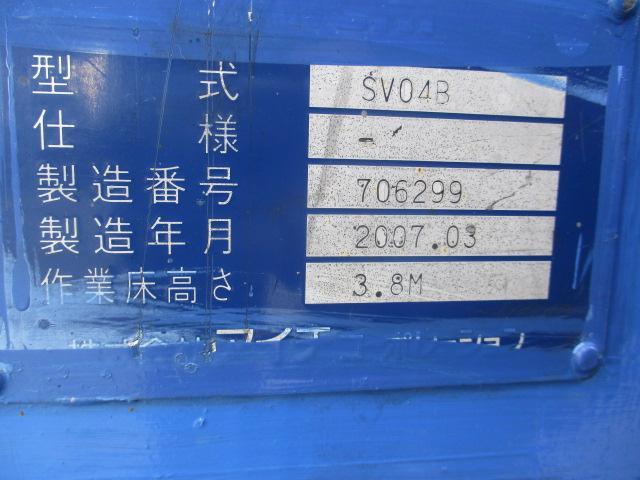 型式 SV04B
仕様 -
製造番号 706299
製造年月 2007.03
作業床高さ 3.8M